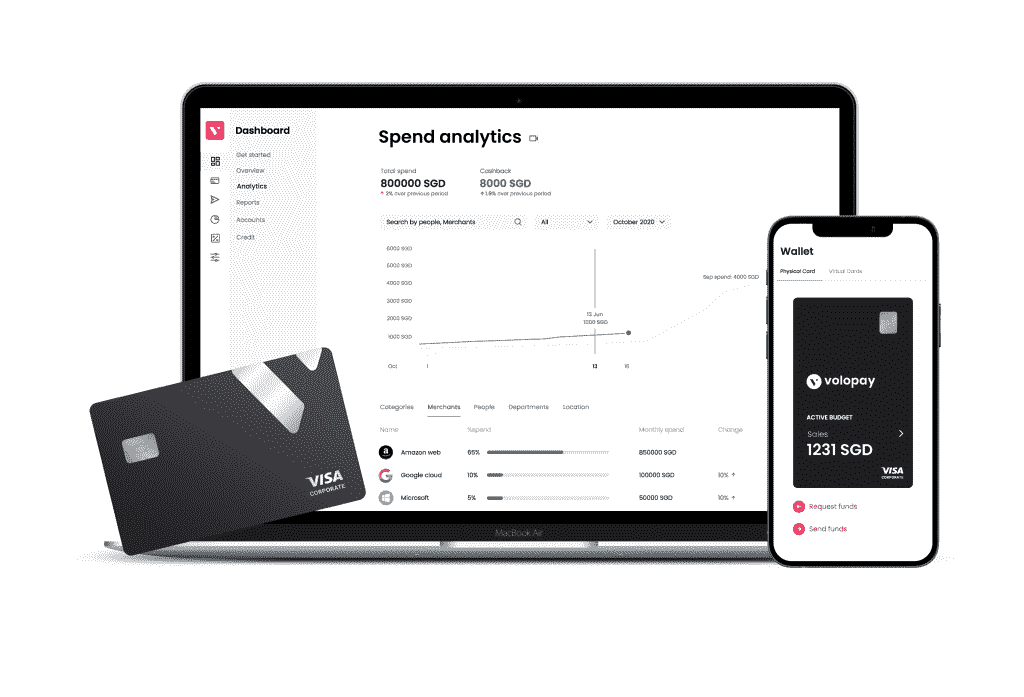 Dashboard
Get started
Overview
Analytics
Reports
Accounts
Credit
Spend analytics
Total spend
Cashback
800000 SGD
8000 SGD
2% over previous period
1.9% over previous period
Search by people, Merchants
All
October 2020
6000 SGD
5000 SGD
4000 SGD
3000 SGD
2000 SGD
1000 SGD
Sep spend: 4000 SGD
13 Jun
1000 SGD
Oct
1
13
16
Categories
Merchants
People
Departments
Location
Name
%spend
Monthly spend
Change
Amazon web
65%
850000 SGD
Google cloud
10%
100000 SGD
10%
Microsoft
5%
50000 SGD
10%
MacBook Air
VISA
CORPORATE
Wallet
Physical Card
Virtual Cards
volopay
ACTIVE BUDGET
Sales
1231 SGD
VISA
CORPORATE
Request funds
Send funds